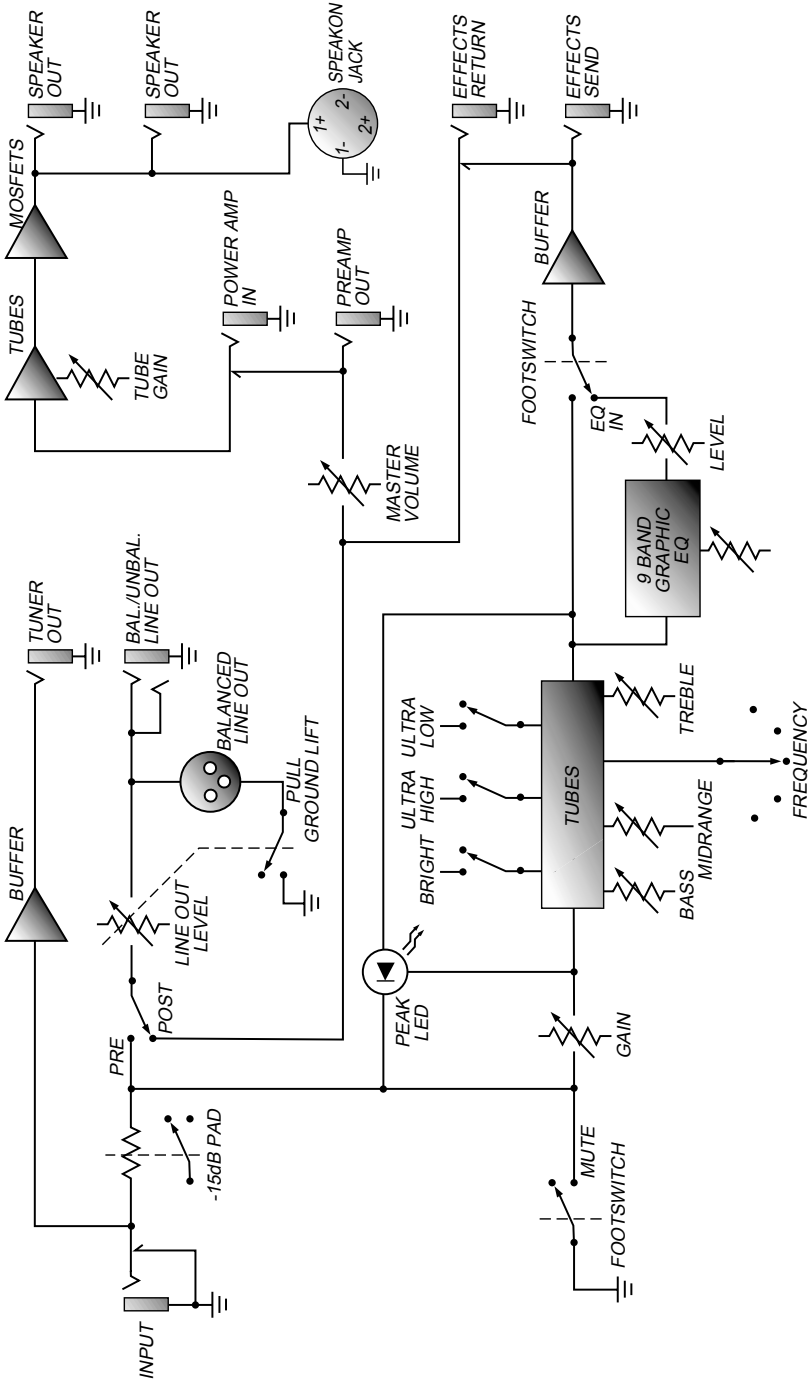 INPUT
-15dB PAD
PRE
POST
BUFFER
LINE OUT
LEVEL
PULL
GROUND LIFT
BALANCED
LINE OUT
TUNER
OUT
BAL./UNBAL.
LINE OUT
TUBES
TUBE
GAIN
MOSFETS
SPEAKER
OUT
SPEAKER
OUT
SPEAKON
JACK
1+
1-
2-
2+
POWER AMP
IN
PREAMP
OUT
MASTER
VOLUME
MUTE
FOOTSWITCH
GAIN
PEAK
LED
BRIGHT
ULTRA
HIGH
ULTRA
LOW
TUBES
BASS
MIDRANGE
TREBLE
FREQUENCY
9 BAND
GRAPHIC
EQ
LEVEL
EQ
IN
FOOTSWITCH
BUFFER
EFFECTS
RETURN
EFFECTS
SEND